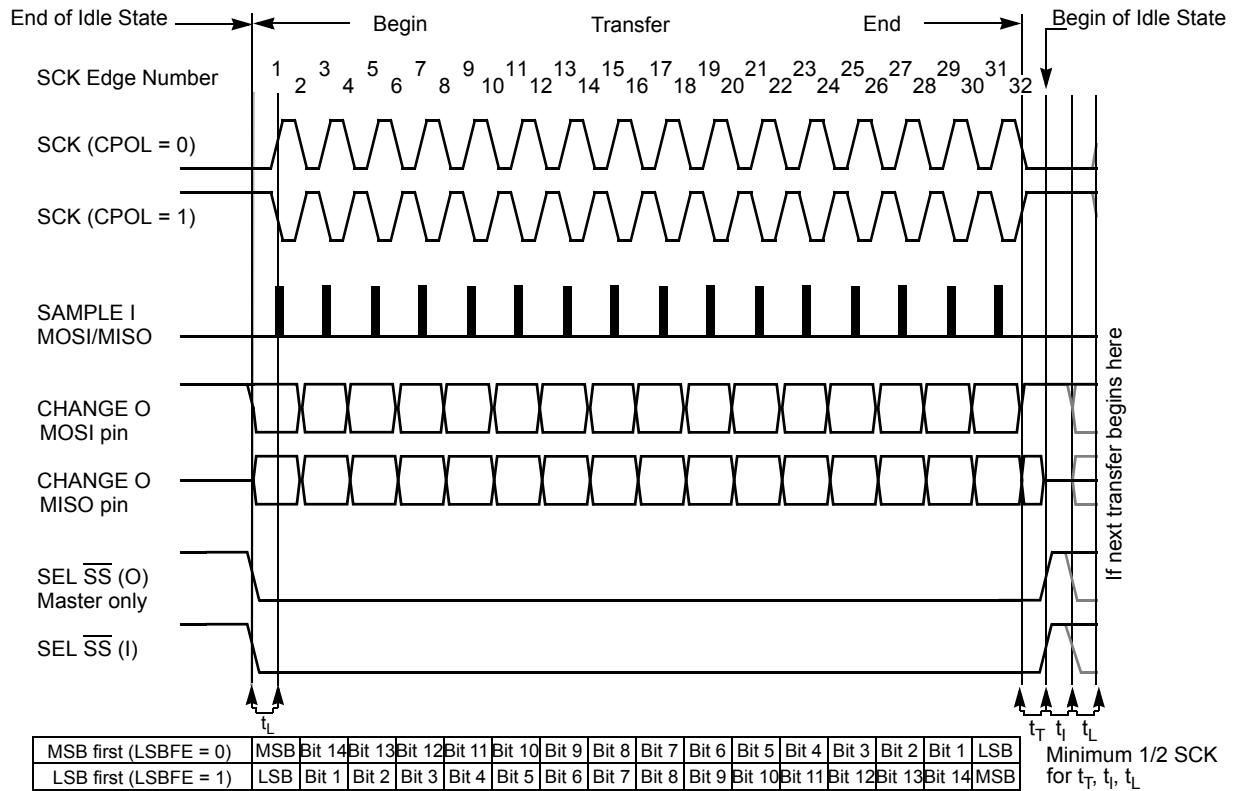 End of Idle State
Begin
Transfer
End
Begin of Idle State
SCK Edge Number
1 3 5 7 9 11 13 15 17 19 21 23 25 27 29 31
2 4 6 8 10 12 14 16 18 20 22 24 26 28 30 32
SCK (CPOL = 0)
SCK (CPOL = 1)
SAMPLE I
MOSI/MISO
CHANGE O
MOSI pin
CHANGE O
MISO pin
SEL SS (O)
Master only
SEL SS (I)
If next transfer begins here
tL
tT tI tL
MSB first (LSBFE = 0) MSB Bit 14 Bit 13 Bit 12 Bit 11 Bit 10 Bit 9 Bit 8 Bit 7 Bit 6 Bit 5 Bit 4 Bit 3 Bit 2 Bit 1 LSB
LSB first (LSBFE = 1) LSB Bit 1 Bit 2 Bit 3 Bit 4 Bit 5 Bit 6 Bit 7 Bit 8 Bit 9 Bit 10 Bit 11 Bit 12 Bit 13 Bit 14 MSB
Minimum 1/2 SCK
for tT, tI, tL